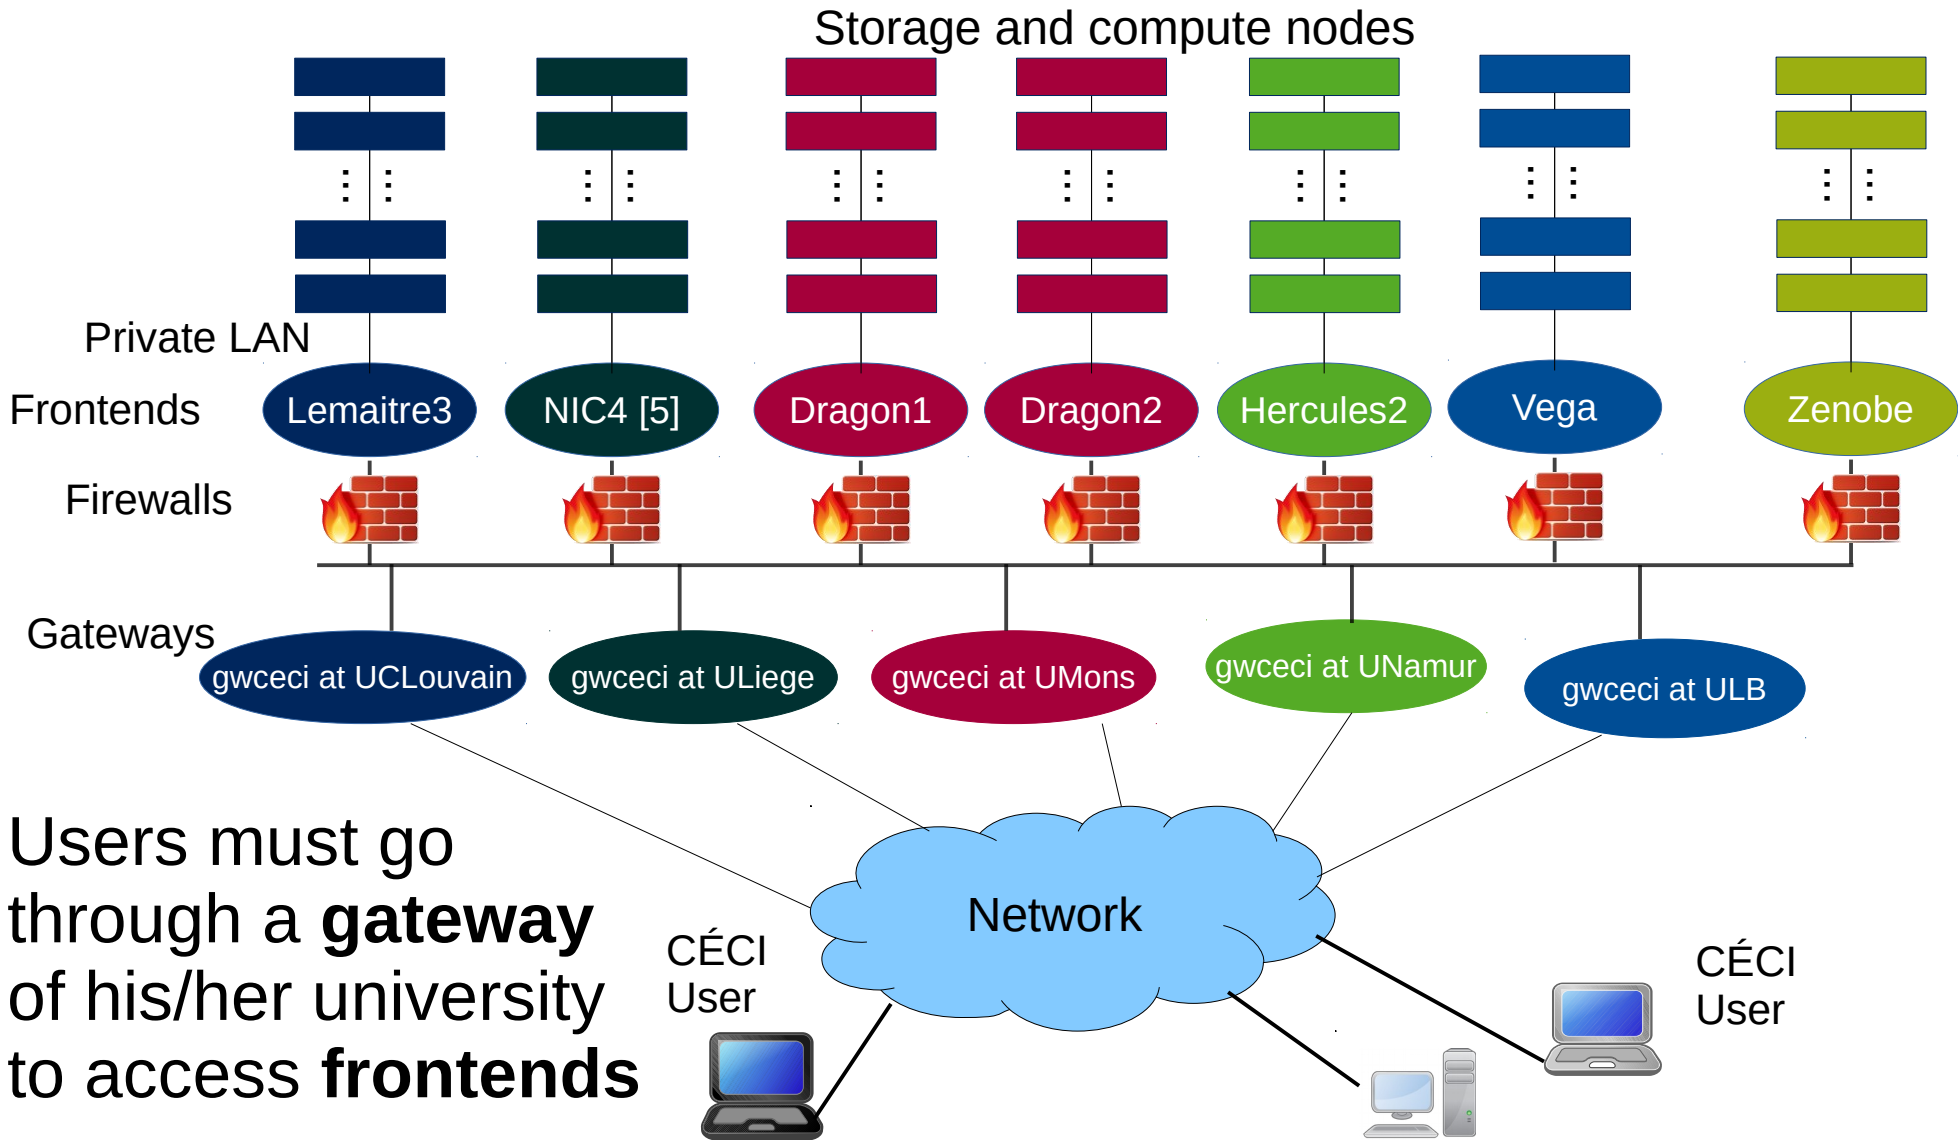 Storage and compute nodes
Private LAN
Frontends
Lemaitre3
NIC4 [5]
Dragon1
Dragon2
Hercules2
Vega
Zenobe
Firewalls
Gateways
gwceci at UCLouvain
gwceci at ULiege
gwceci at UMons
gwceci at UNamur
gwceci at ULB
Users must go
through a gateway
of his/her university
to access frontends
Network
CÉCI
User
CÉCI
User